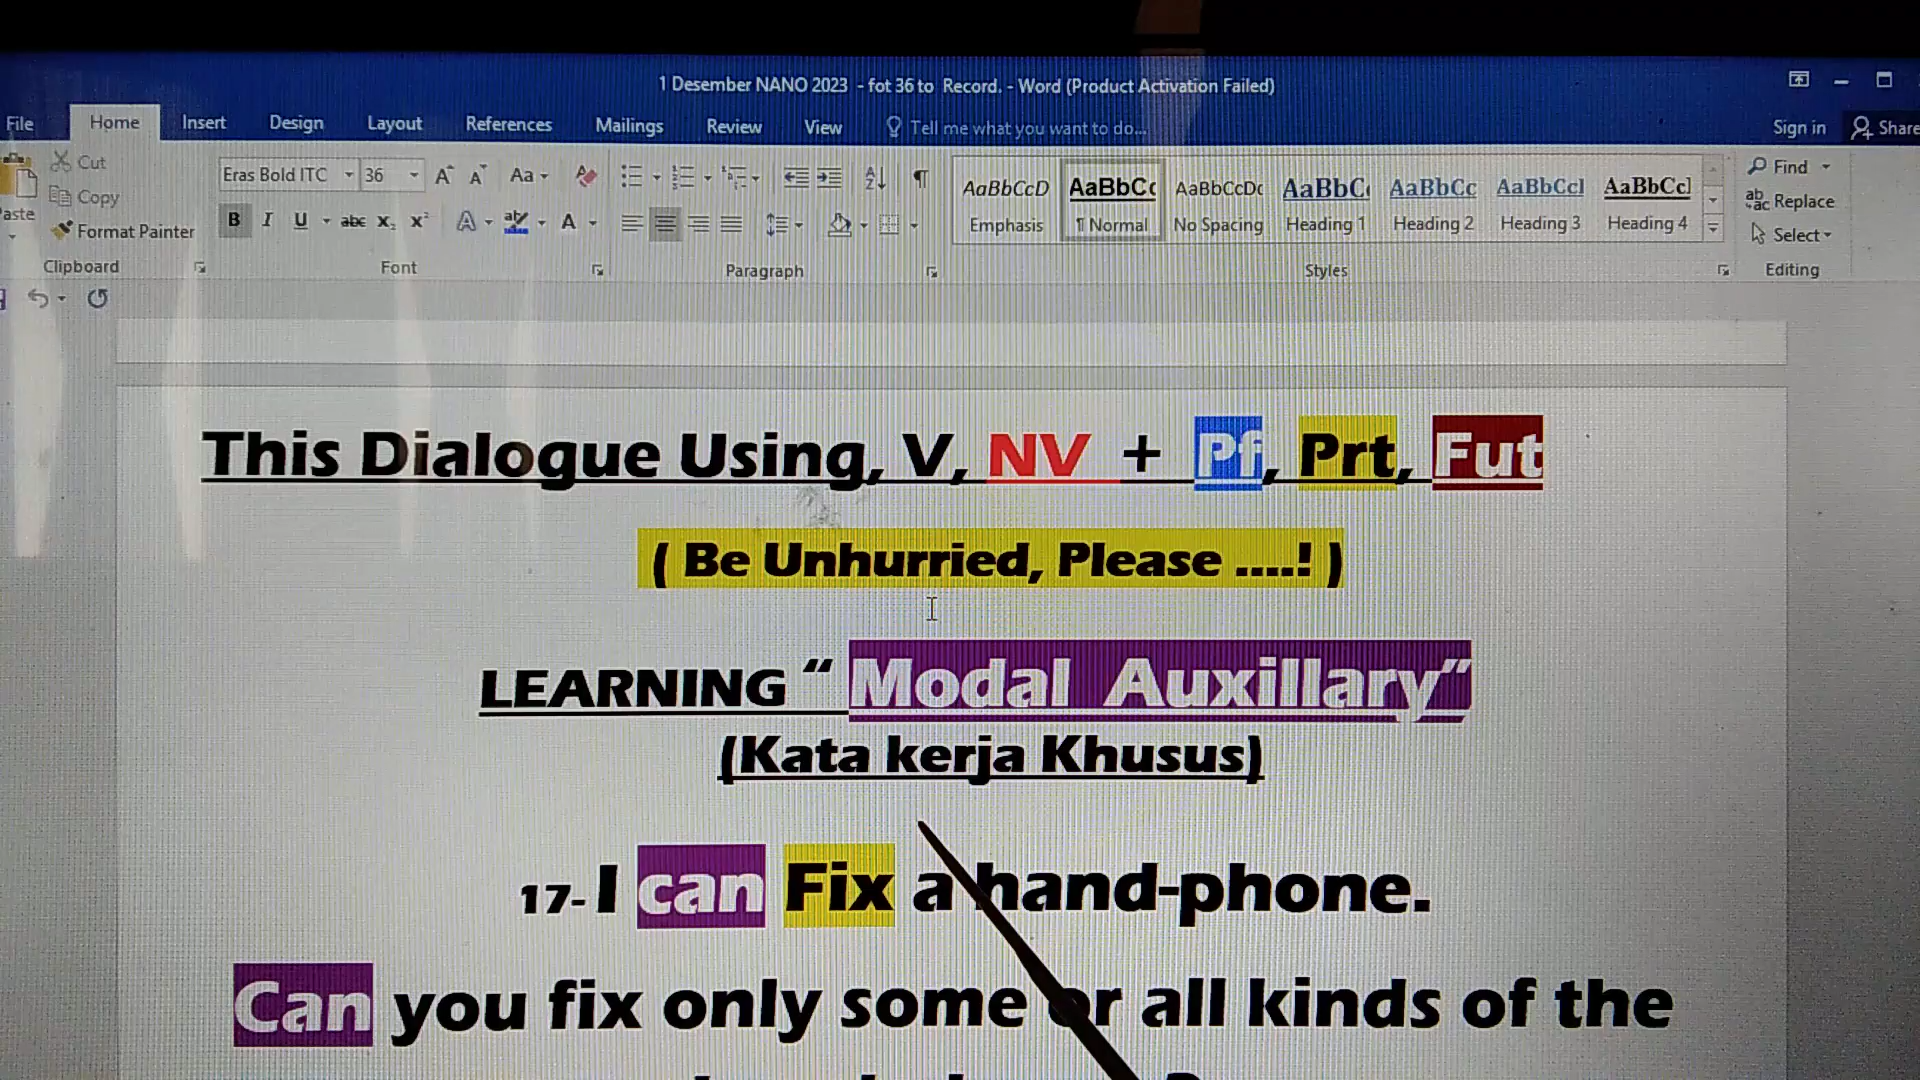 1 Desember NANO 2023 - fot 36 to Record. - Word (Product Activation Failed)
File Home Insert Design Layout References Mailings Review View Tell me what you want to do... Sign in Share
Cut
Copy
Format Painter
Clipboard
Eras Bold ITC 36
Font
Paragraph
AaBbCcD AaBbCc AaBbCcDc AaBbC AaBbCc AaBbCcl AaBbCcl
Emphasis ¶ Normal No Spacing Heading 1 Heading 2 Heading 3 Heading 4
Styles
Find
Replace
Select
Editing
This Dialogue Using, V, NV + Pf, Prt, Fut
( Be Unhurried, Please ....! )
LEARNING “ Modal Auxillary”
(Kata kerja Khusus)
17- I can Fix a hand-phone.
Can you fix only some or all kinds of the